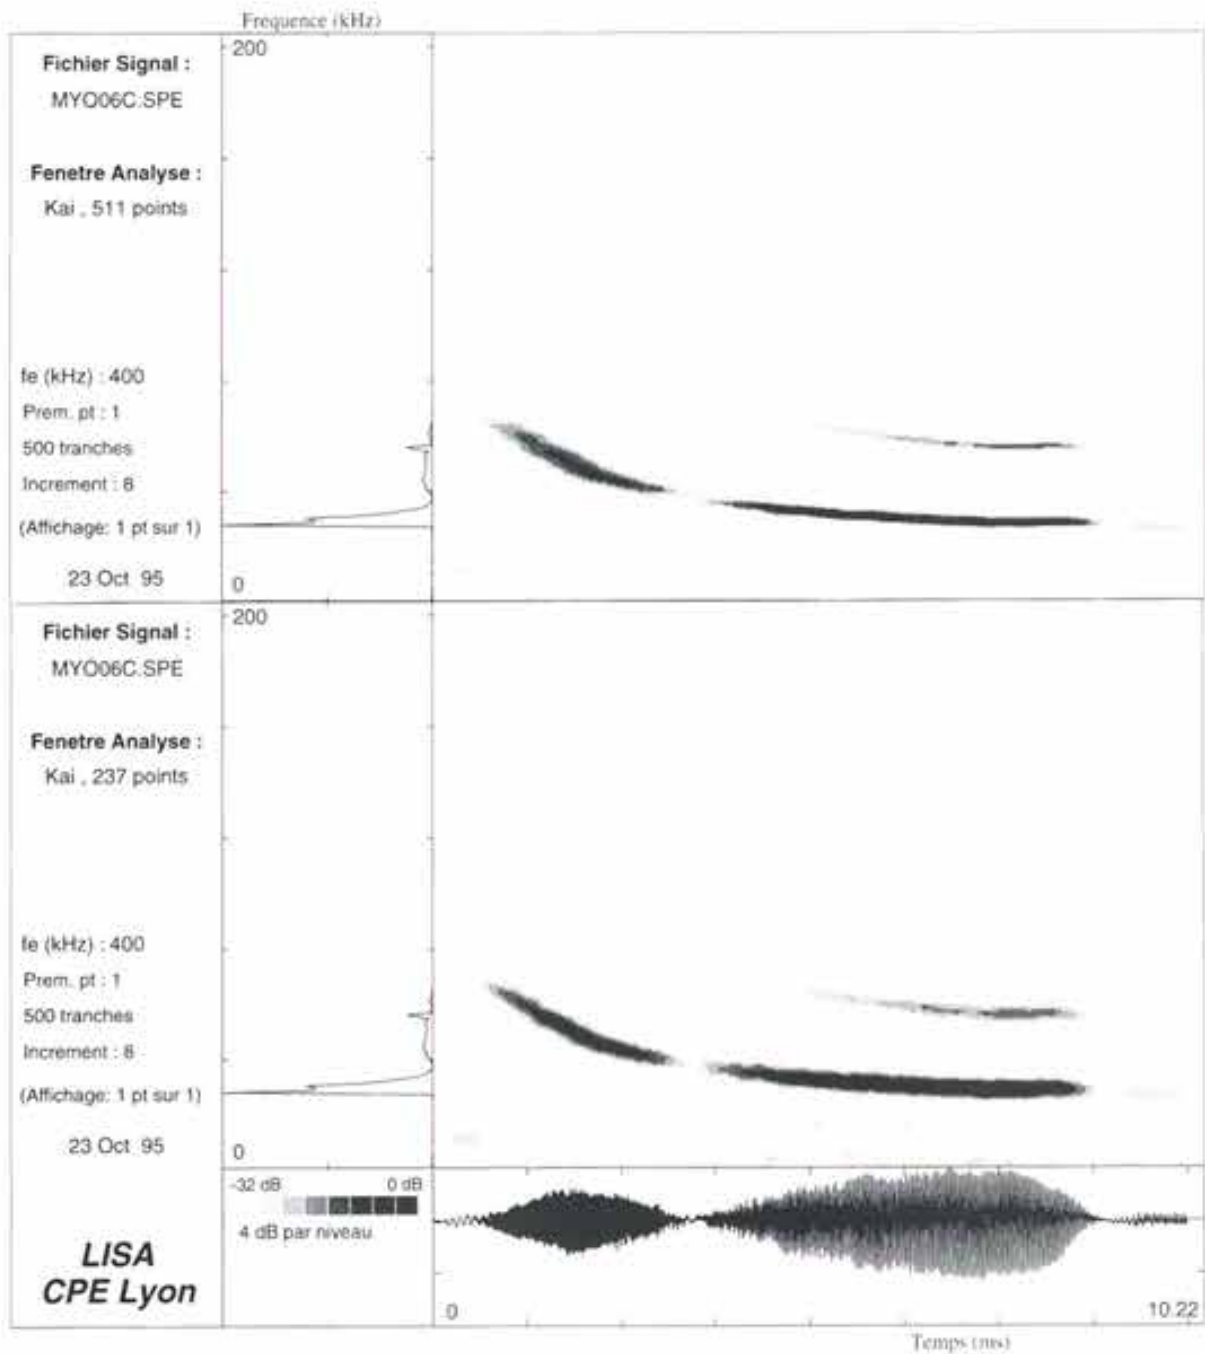 Frequence (kHz)
200
Fichier Signal :
MYO06C.SPE
Fenetre Analyse :
Kai , 511 points
fe (kHz) : 400
Prem. pt : 1
500 tranches
Increment : 8
(Affichage: 1 pt sur 1)
23 Oct 95
0
200
Fichier Signal :
MYO06C.SPE
Fenetre Analyse :
Kai , 237 points
fe (kHz) : 400
Prem. pt : 1
500 tranches
Increment : 8
(Affichage: 1 pt sur 1)
23 Oct 95
0
-32 dB 0 dB
4 dB par niveau
LISA
CPE Lyon
0 10.22
Temps (ms)